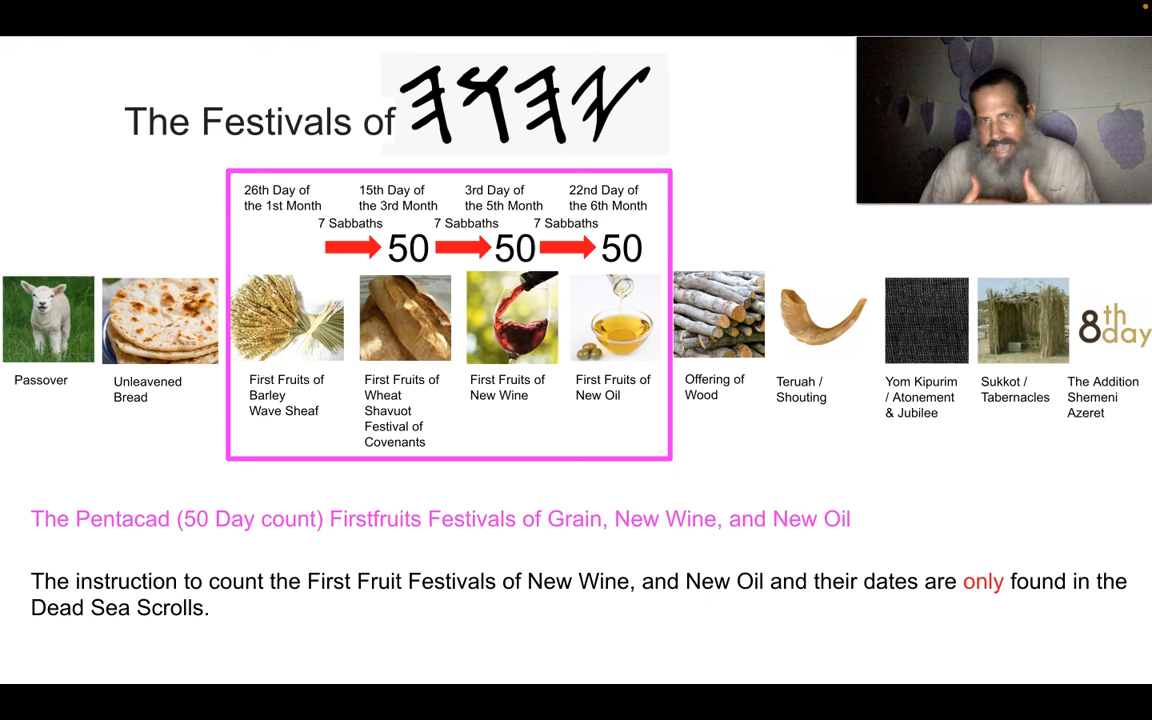 The Festivals of 𐤉𐤄𐤅𐤄
26th Day of
the 1st Month
15th Day of
the 3rd Month
3rd Day of
the 5th Month
22nd Day of
the 6th Month
7 Sabbaths
7 Sabbaths
7 Sabbaths
50
50
50
8th
day
Passover
Unleavened
Bread
First Fruits of
Barley
Wave Sheaf
First Fruits of
Wheat
Shavuot
Festival of
Covenants
First Fruits of
New Wine
First Fruits of
New Oil
Offering of
Wood
Teruah /
Shouting
Yom Kipurim
/ Atonement
& Jubilee
Sukkot /
Tabernacles
The Addition
Shemeni
Azeret
The Pentacad (50 Day count) Firstfruits Festivals of Grain, New Wine, and New Oil
The instruction to count the First Fruit Festivals of New Wine, and New Oil and their dates are only found in the
Dead Sea Scrolls.